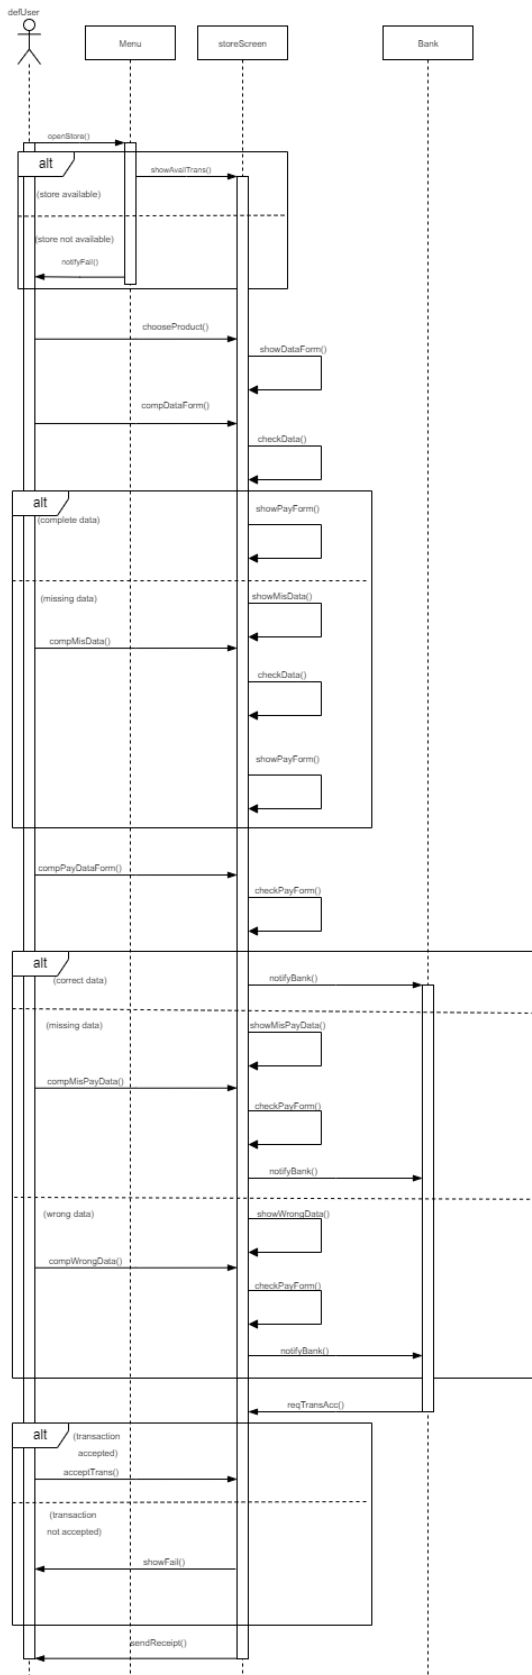 defUser
Menu
storeScreen
Bank
openStore()
alt
showAvailTrans()
(store available)
(store not available)
notifyFail()
chooseProduct()
showDataForm()
compDataForm()
checkData()
alt
showPayForm()
(complete data)
(missing data)
showMisData()
compMisData()
checkData()
showPayForm()
compPayDataForm()
checkPayForm()
alt
(correct data)
notifyBank()
(missing data)
showMisPayData()
compMisPayData()
checkPayForm()
notifyBank()
(wrong data)
showWrongData()
compWrongData()
checkPayForm()
notifyBank()
reqTransAcc()
alt
(transaction
accepted)
acceptTrans()
(transaction
not accepted)
showFail()
sendReceipt()